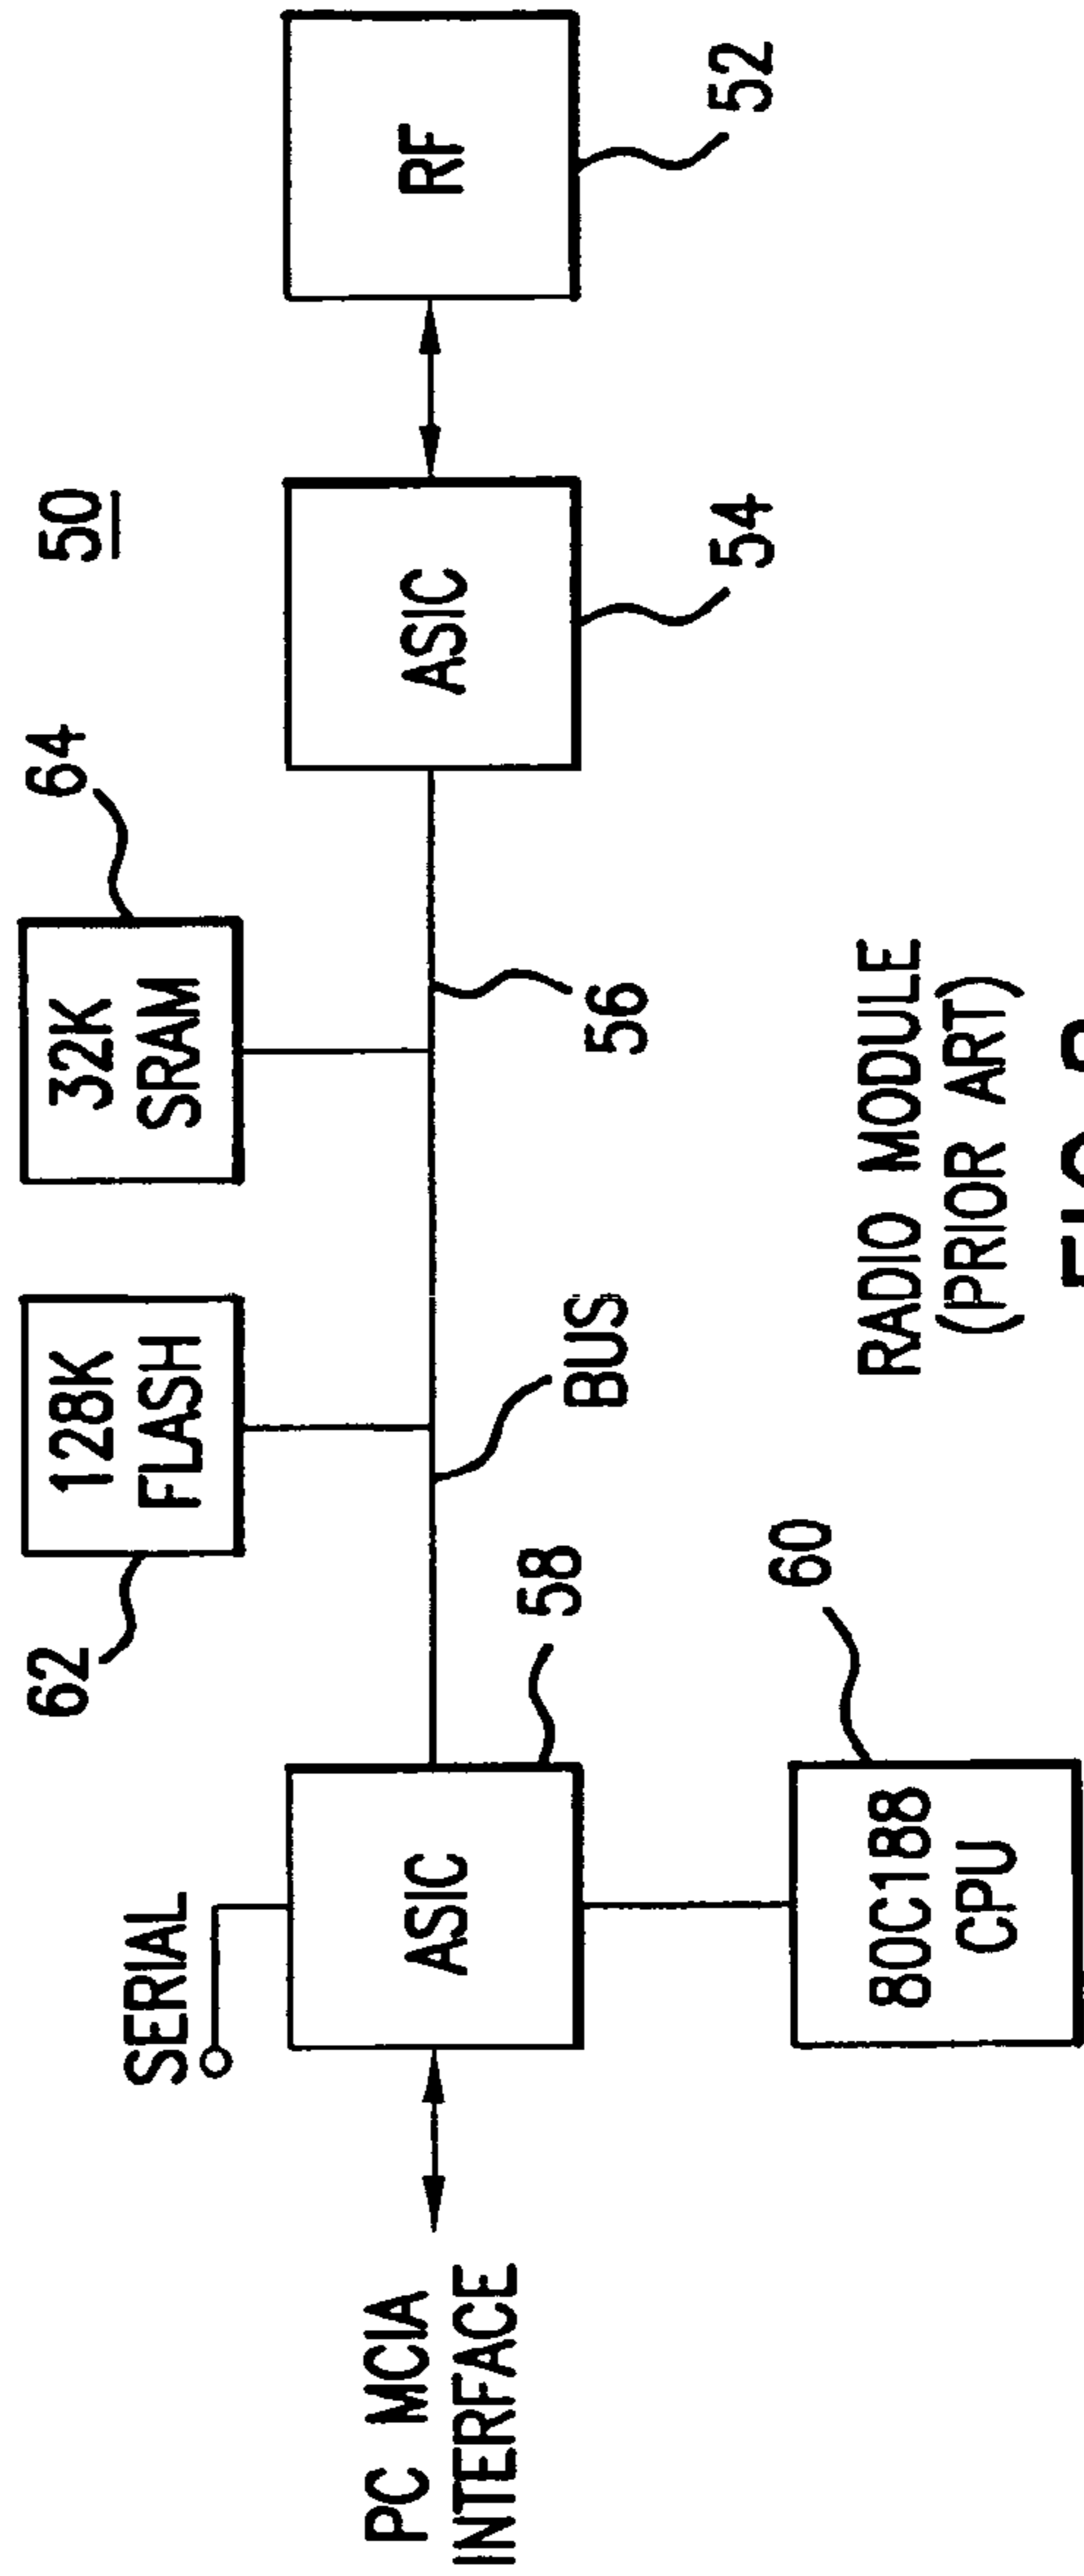 50
62
128K
FLASH
32K
SRAM
64
SERIAL
PC MCIA
INTERFACE
ASIC
58
BUS
56
ASIC
54
RF
52
80C188
CPU
60
RADIO MODULE
(PRIOR ART)